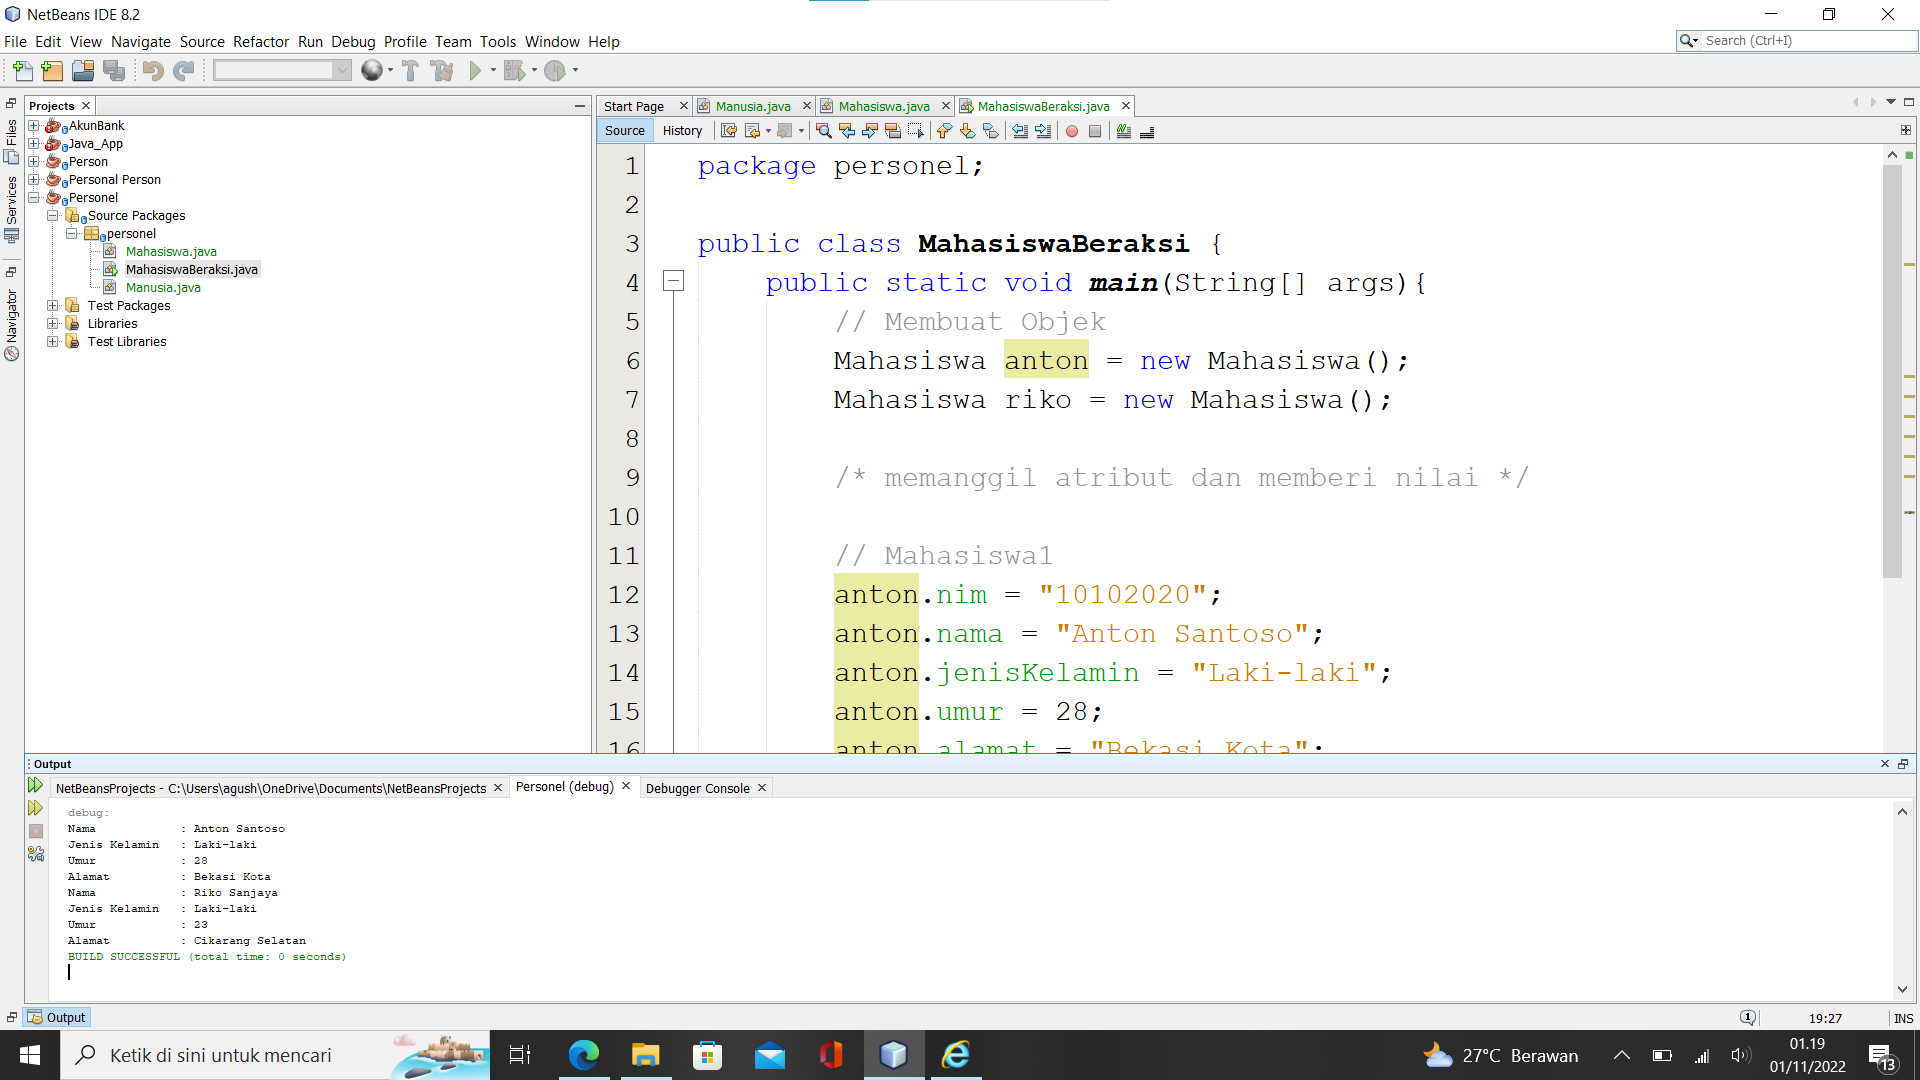 NetBeans IDE 8.2
File Edit View Navigate Source Refactor Run Debug Profile Team Tools Window Help
Search (Ctrl+I)
Files
Services
Navigator
Projects
AkunBank
Java_App
Person
Personal Person
Personel
Source Packages
personel
Mahasiswa.java
MahasiswaBeraksi.java
Manusia.java
Test Packages
Libraries
Test Libraries
Start Page Manusia.java Mahasiswa.java MahasiswaBeraksi.java
Source History
1 package personel;
2
3 public class MahasiswaBeraksi {
4 public static void main(String[] args){
5 // Membuat Objek
6 Mahasiswa anton = new Mahasiswa();
7 Mahasiswa riko = new Mahasiswa();
8
9 /* memanggil atribut dan memberi nilai */
10
11 // Mahasiswa1
12 anton.nim = "10102020";
13 anton.nama = "Anton Santoso";
14 anton.jenisKelamin = "Laki-laki";
15 anton.umur = 28;
16 anton.alamat = "Bekasi Kota";
Output
NetBeansProjects - C:\Users\agush\OneDrive\Documents\NetBeansProjects Personel (debug) Debugger Console
debug:
Nama : Anton Santoso
Jenis Kelamin : Laki-laki
Umur : 28
Alamat : Bekasi Kota
Nama : Riko Sanjaya
Jenis Kelamin : Laki-laki
Umur : 23
Alamat : Cikarang Selatan
BUILD SUCCESSFUL (total time: 0 seconds)
Output
1
19:27 INS
Ketik di sini untuk mencari
27°C Berawan
01.19
01/11/2022
13